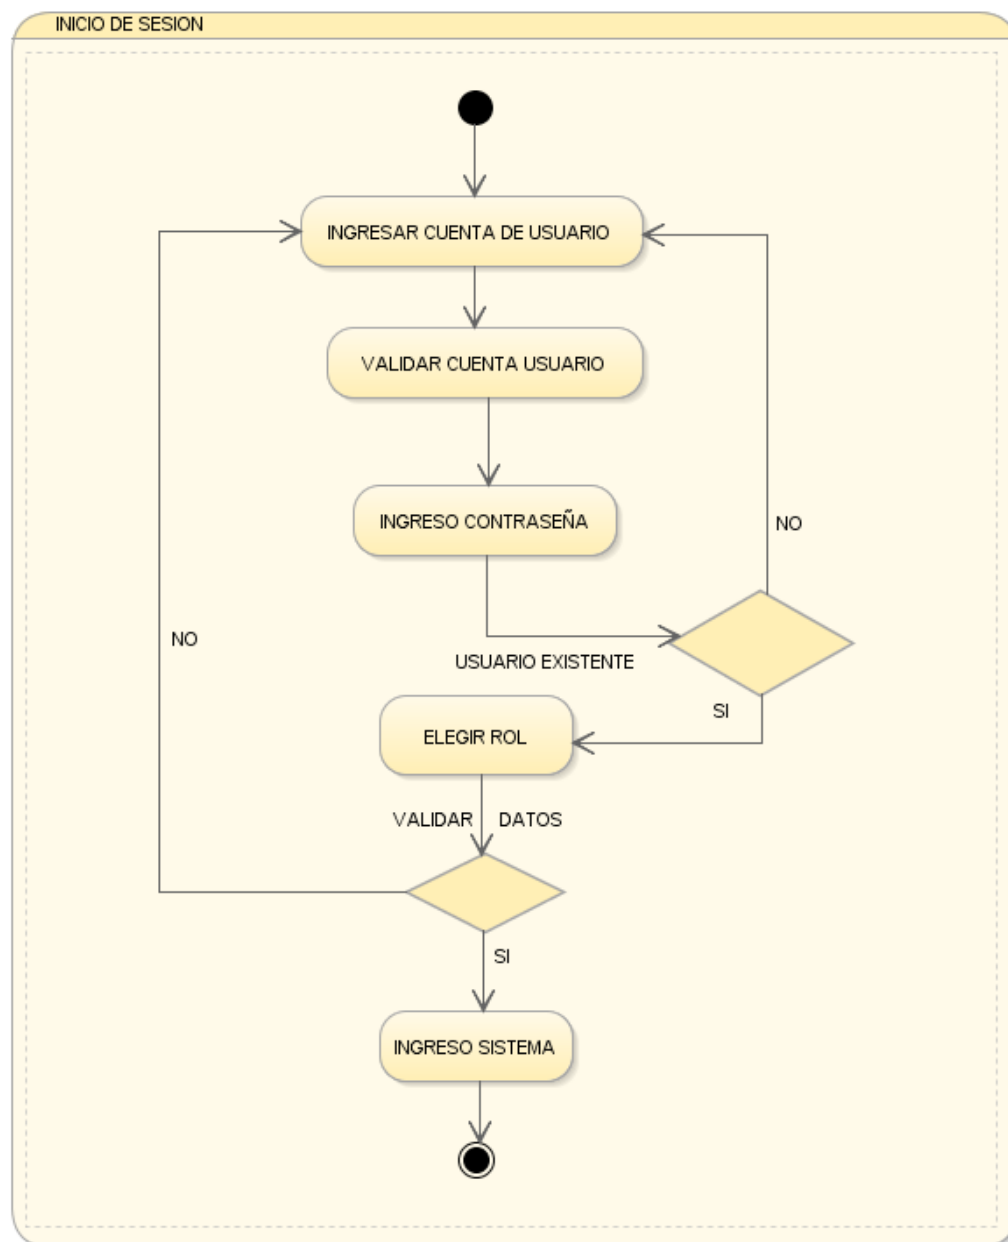 INICIO DE SESION
INGRESAR CUENTA DE USUARIO
VALIDAR CUENTA USUARIO
INGRESO CONTRASEÑA
NO
NO
USUARIO EXISTENTE
SI
ELEGIR ROL
VALIDAR DATOS
SI
INGRESO SISTEMA